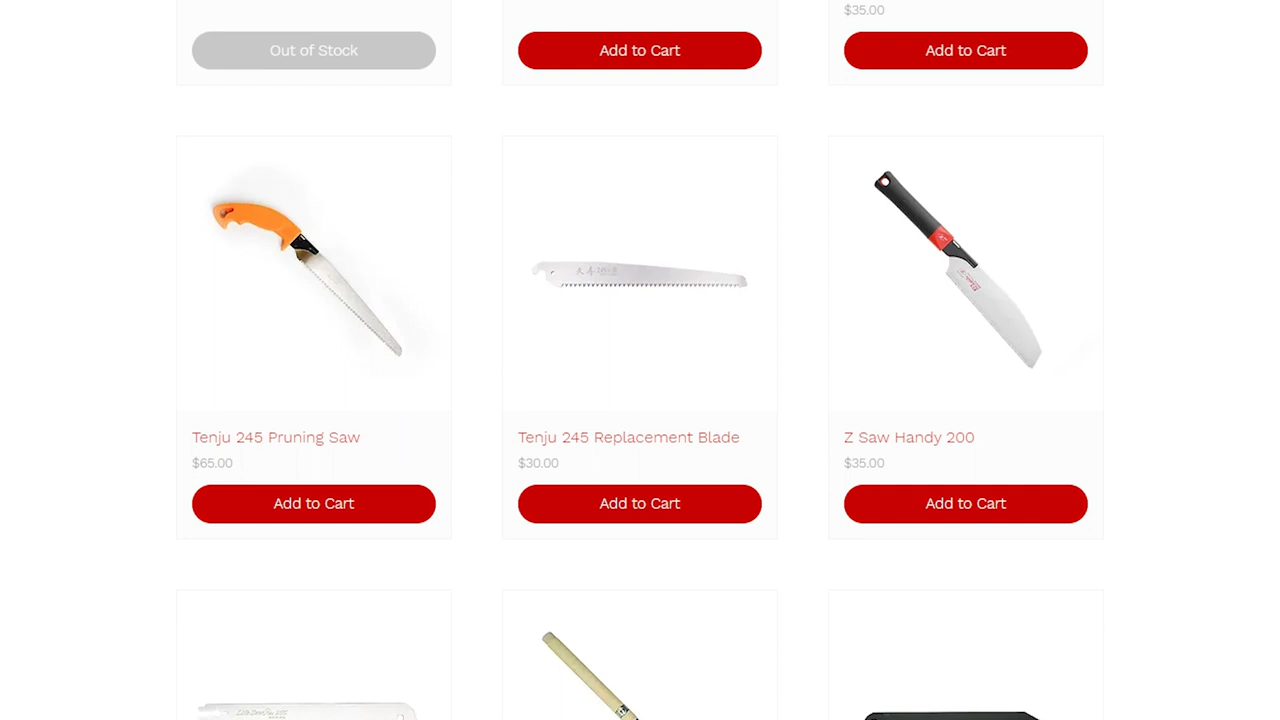 $35.00
Out of Stock
Add to Cart
Add to Cart
Tenju 245 Pruning Saw
Tenju 245 Replacement Blade
Z Saw Handy 200
$65.00
$30.00
$35.00
Add to Cart
Add to Cart
Add to Cart